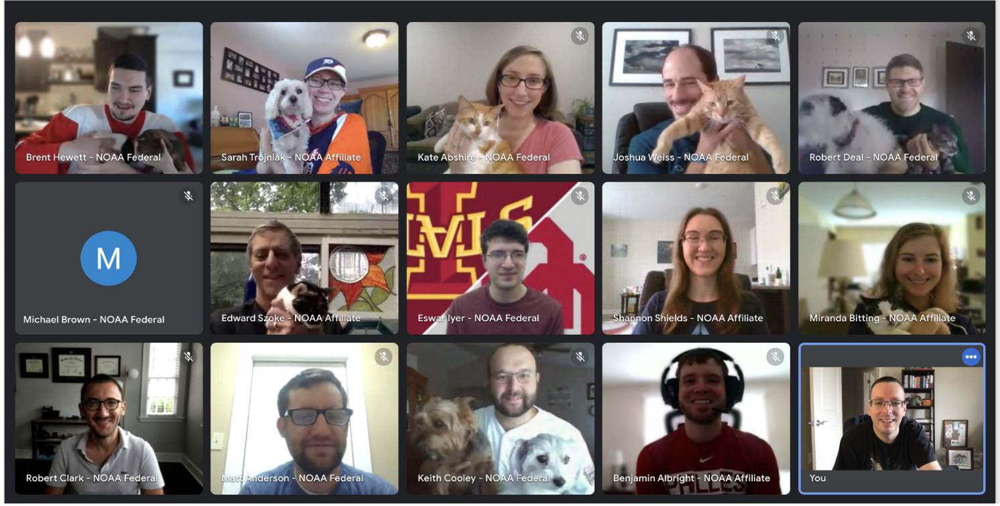 Brent Hewett - NOAA Federal
Sarah Trojniak - NOAA Affiliate
Kate Abshire - NOAA Federal
Joshua Weiss - NOAA Federal
Robert Deal - NOAA Federal
M
Michael Brown - NOAA Federal
Edward Szoke - NOAA Affiliate
Eswar Iyer - NOAA Federal
Shannon Shields - NOAA Affiliate
Miranda Bitting - NOAA Affiliate
Robert Clark - NOAA Federal
Matt Anderson - NOAA Federal
Keith Cooley - NOAA Federal
Benjamin Albright - NOAA Affiliate
You